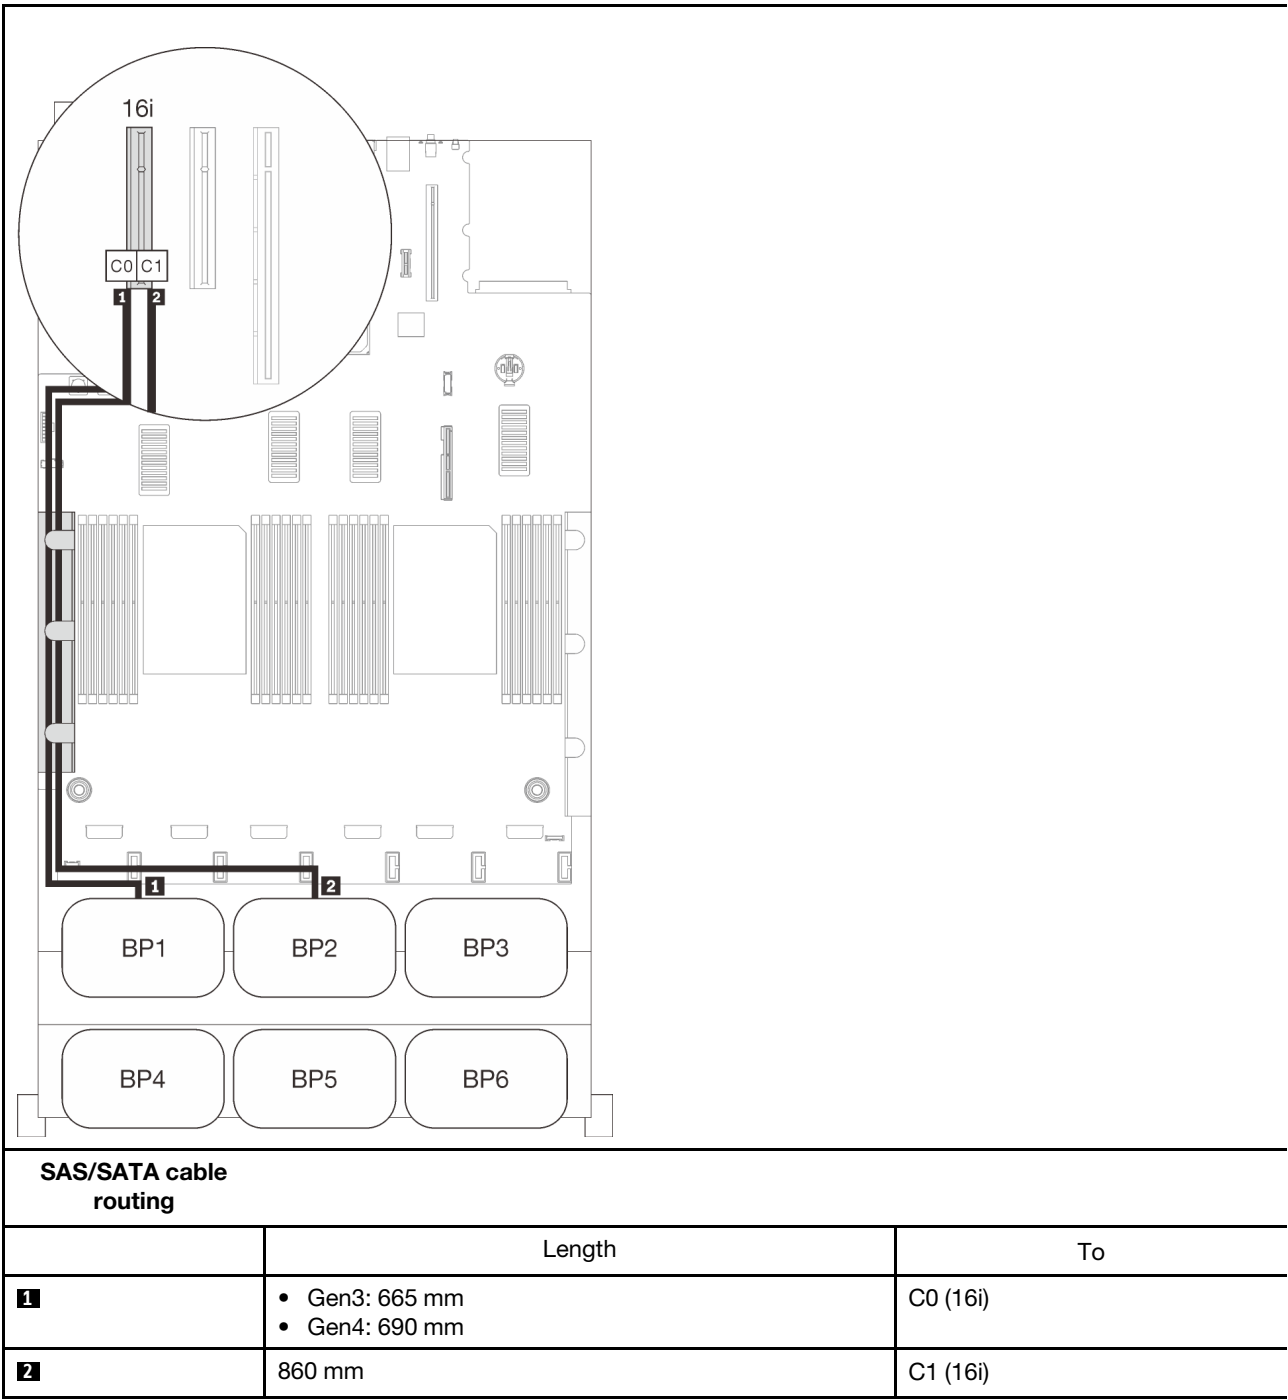 16i
C0 C1
1 2
1 2
BP1 BP2 BP3
BP4 BP5 BP6
SAS/SATA cable
routing
Length To
1 • Gen3: 665 mm C0 (16i)
• Gen4: 690 mm
2 860 mm C1 (16i)